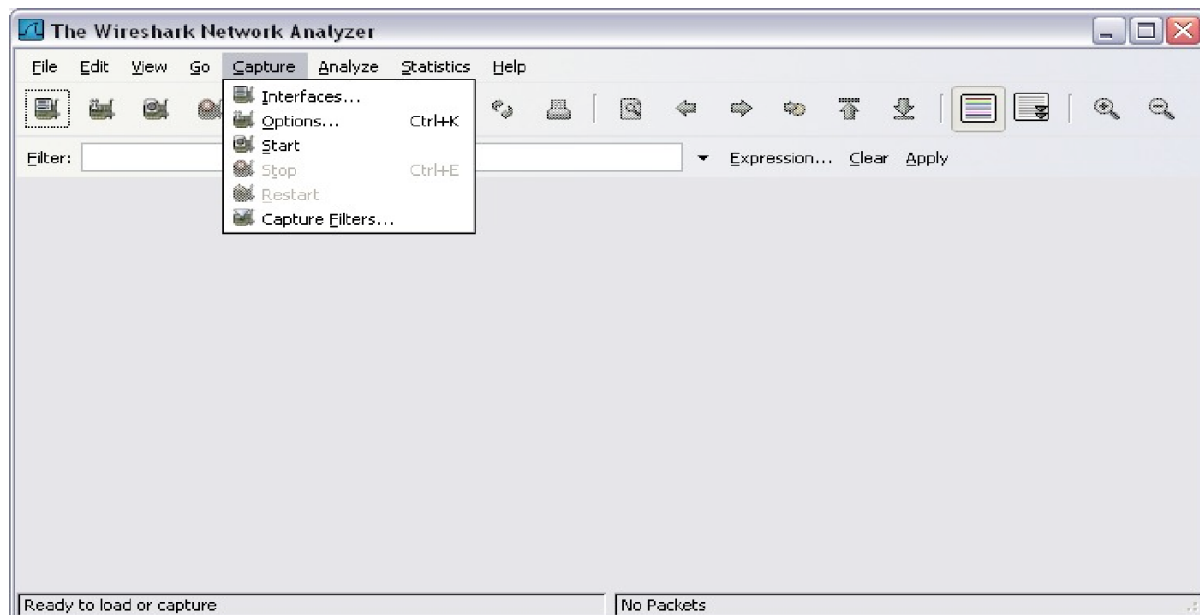 The Wireshark Network Analyzer
File Edit View Go Capture Analyze Statistics Help
Interfaces...
Options... Ctrl+K
Start
Stop Ctrl+E
Restart
Capture Filters...
Filter: Expression... Clear Apply
Ready to load or capture No Packets